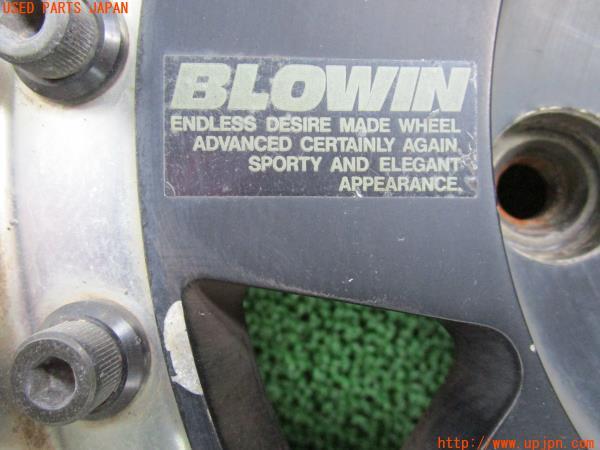 USED PARTS JAPAN
BLOWIN
ENDLESS DESIRE MADE WHEEL
ADVANCED CERTAINLY AGAIN,
SPORTY AND ELEGANT
APPEARANCE.
http://www.upjpn.com/